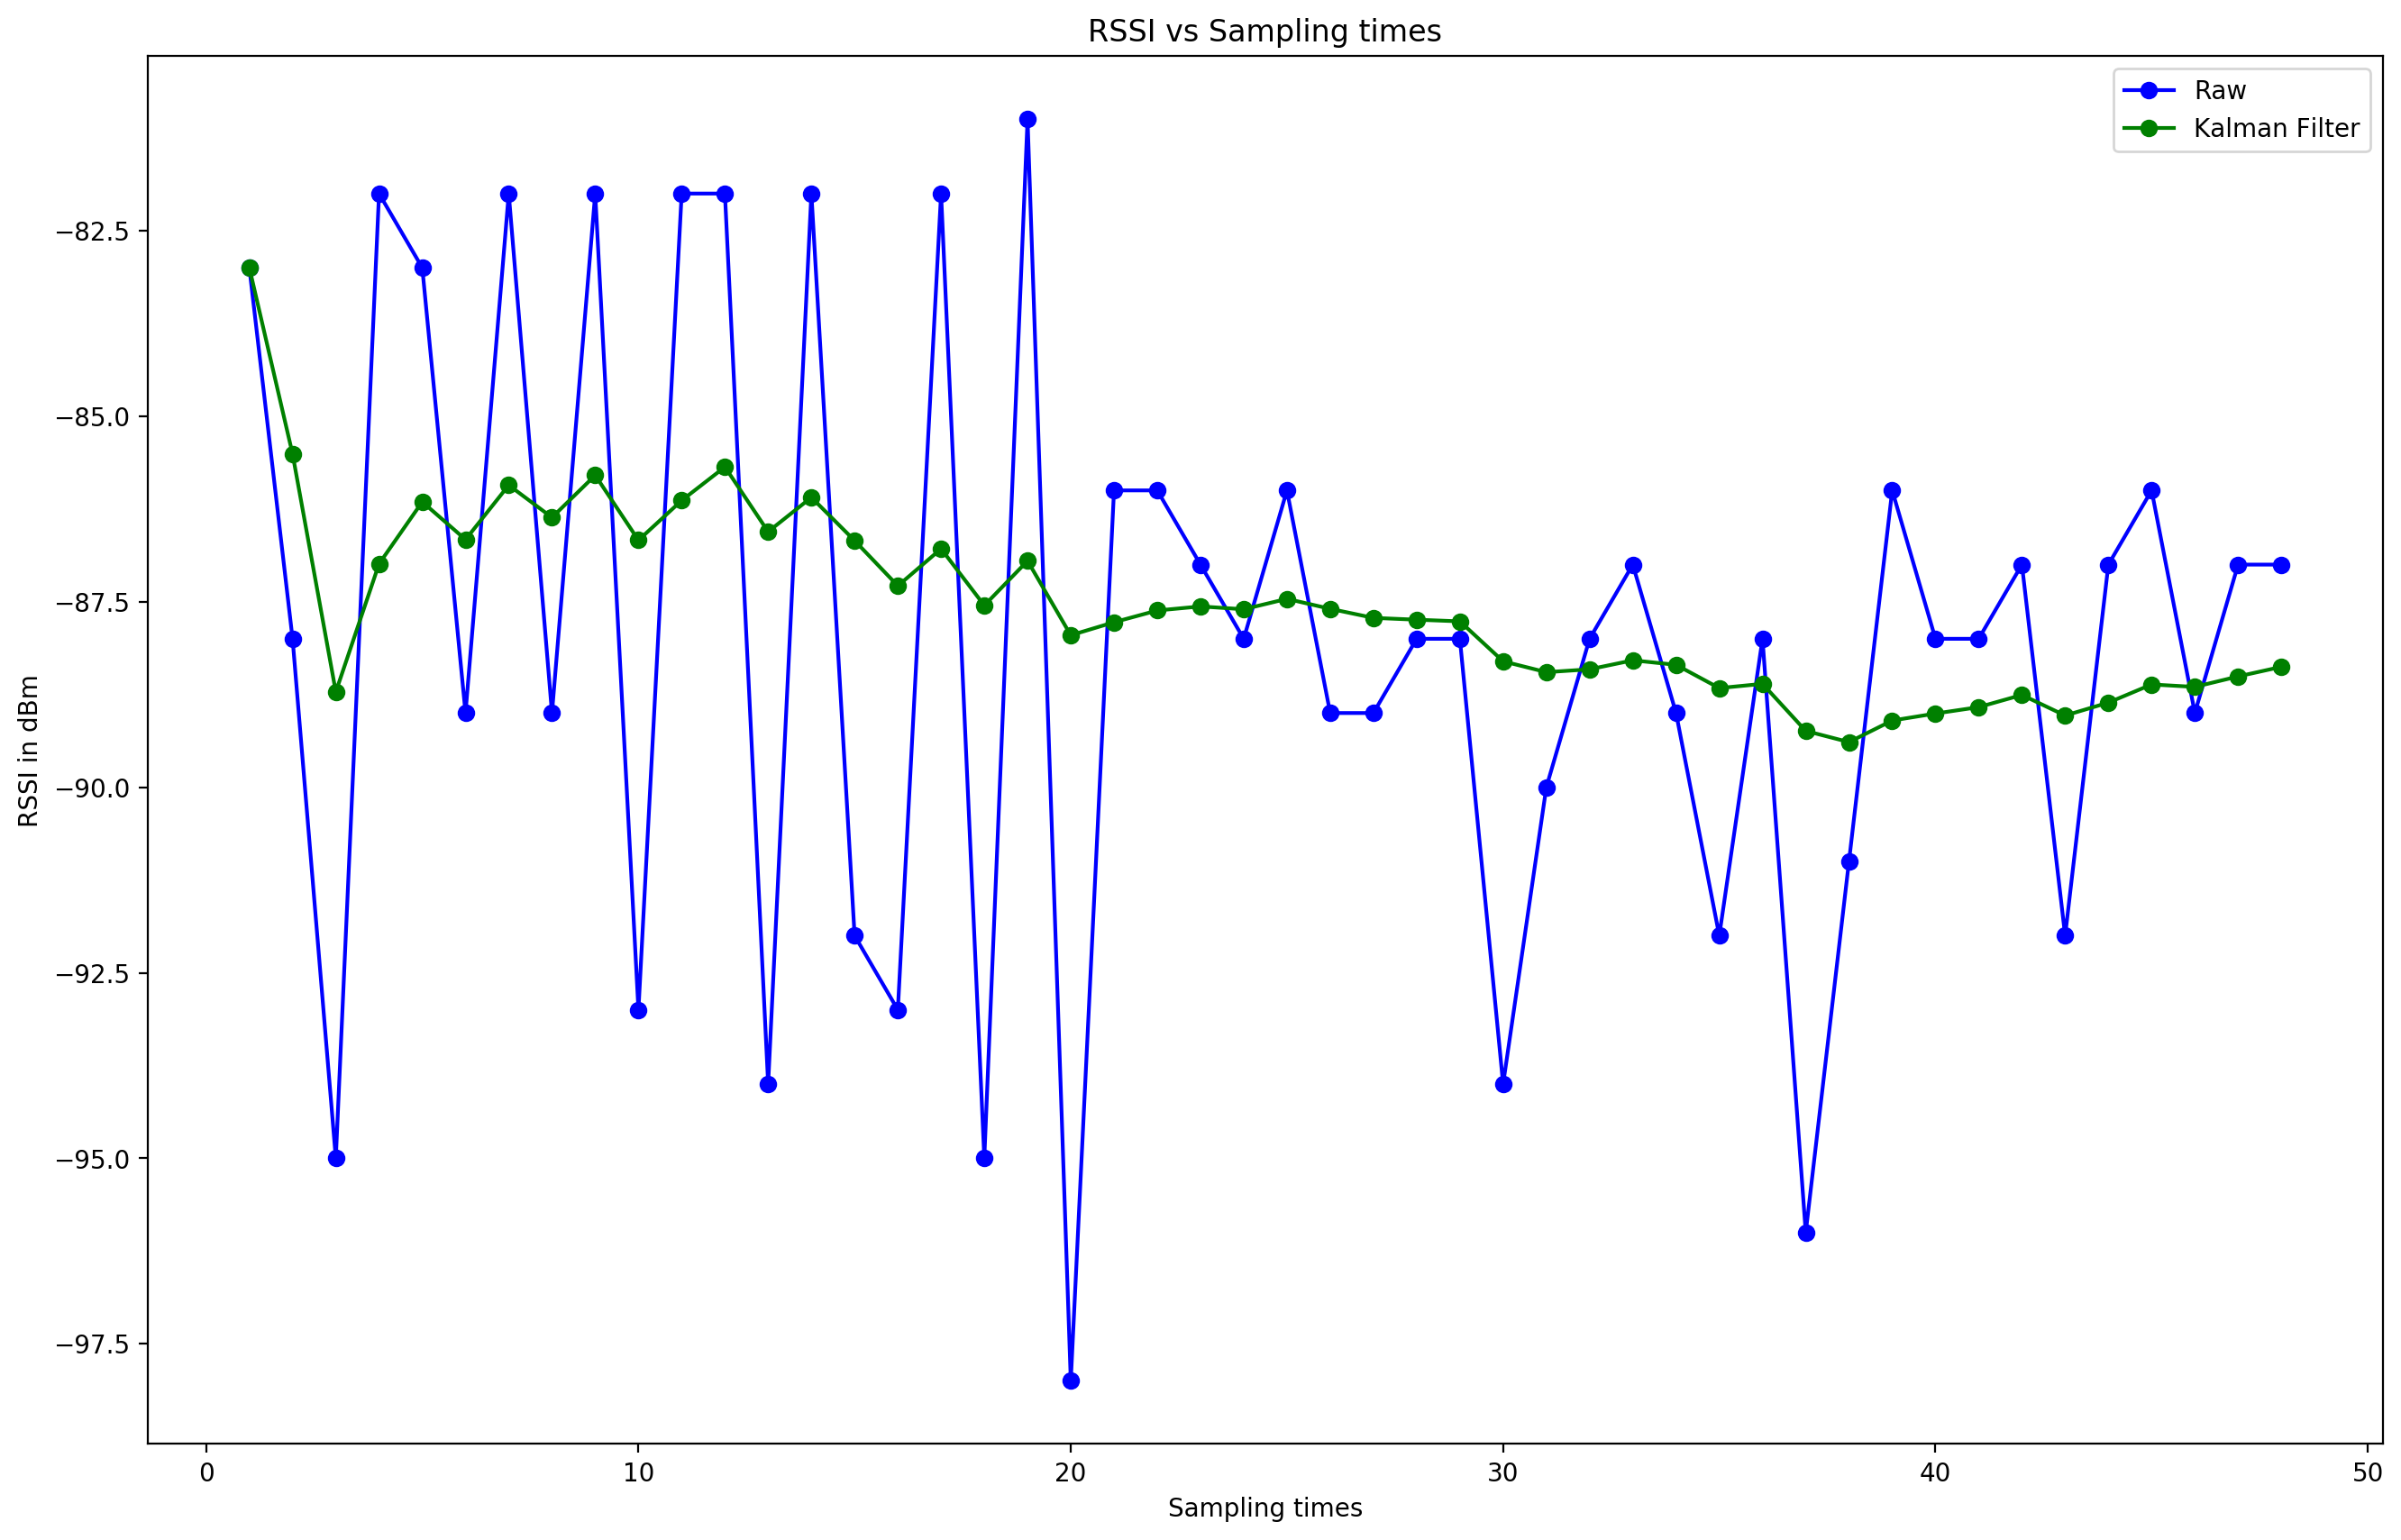 RSSI vs Sampling times
Raw
Kalman Filter
−82.5
−85.0
−87.5
−90.0
−92.5
−95.0
−97.5
RSSI in dBm
0 10 20 30 40 50
Sampling times